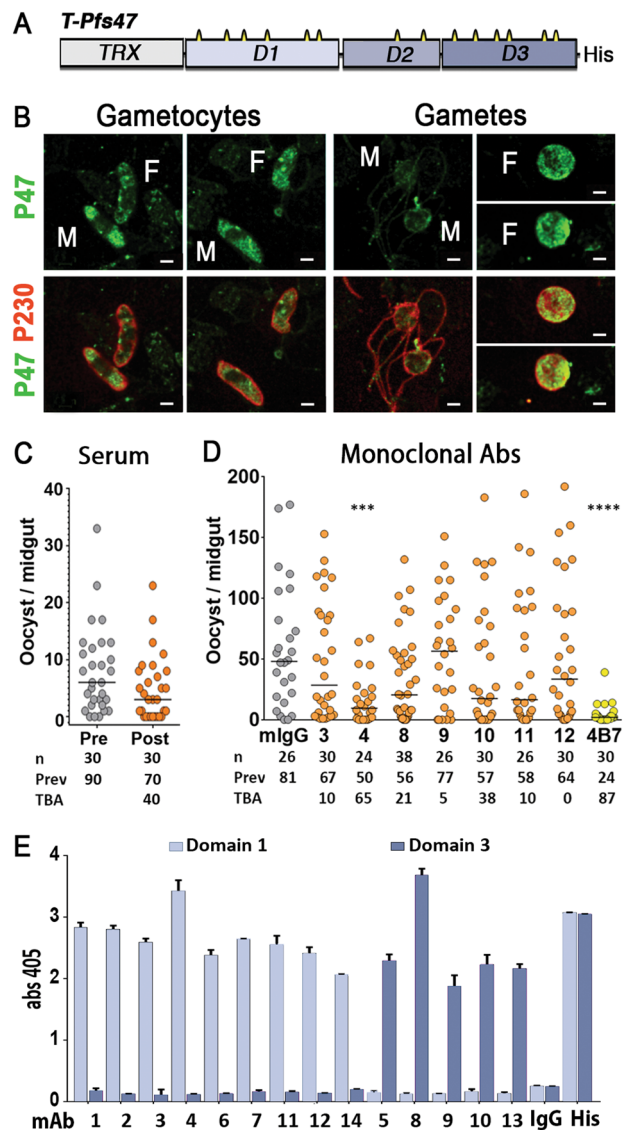 A
T-Pfs47
TRX D1 D2 D3 His
B
Gametocytes Gametes
P47
F M F M M M F F
P47 P230
C
Serum
Oocyst / midgut
40
30
20
10
0
Pre Post
n 30 30
Prev 90 70
TBA 40
D
Monoclonal Abs
Oocyst / midgut
200
150
100
50
0
*** ****
mIgG 3 4 8 9 10 11 12 4B7
n 26 30 24 38 26 30 26 30 30
Prev 81 67 50 56 77 57 58 64 24
TBA 10 65 21 5 38 10 0 87
E
Domain 1 Domain 3
abs 405
4
3
2
1
0
mAb 1 2 3 4 6 7 11 12 14 5 8 9 10 13 IgG His